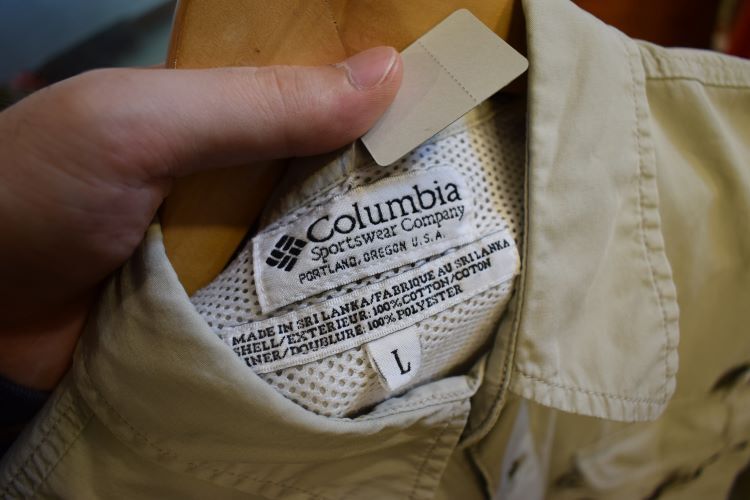 Columbia
Sportswear Company
PORTLAND, OREGON U.S.A.
MADE IN SRI LANKA/FABRIQUE AU SRI LANKA
SHELL/EXTERIEUR: 100% COTTON/COTON
LINER/DOUBLURE: 100% POLYESTER
L